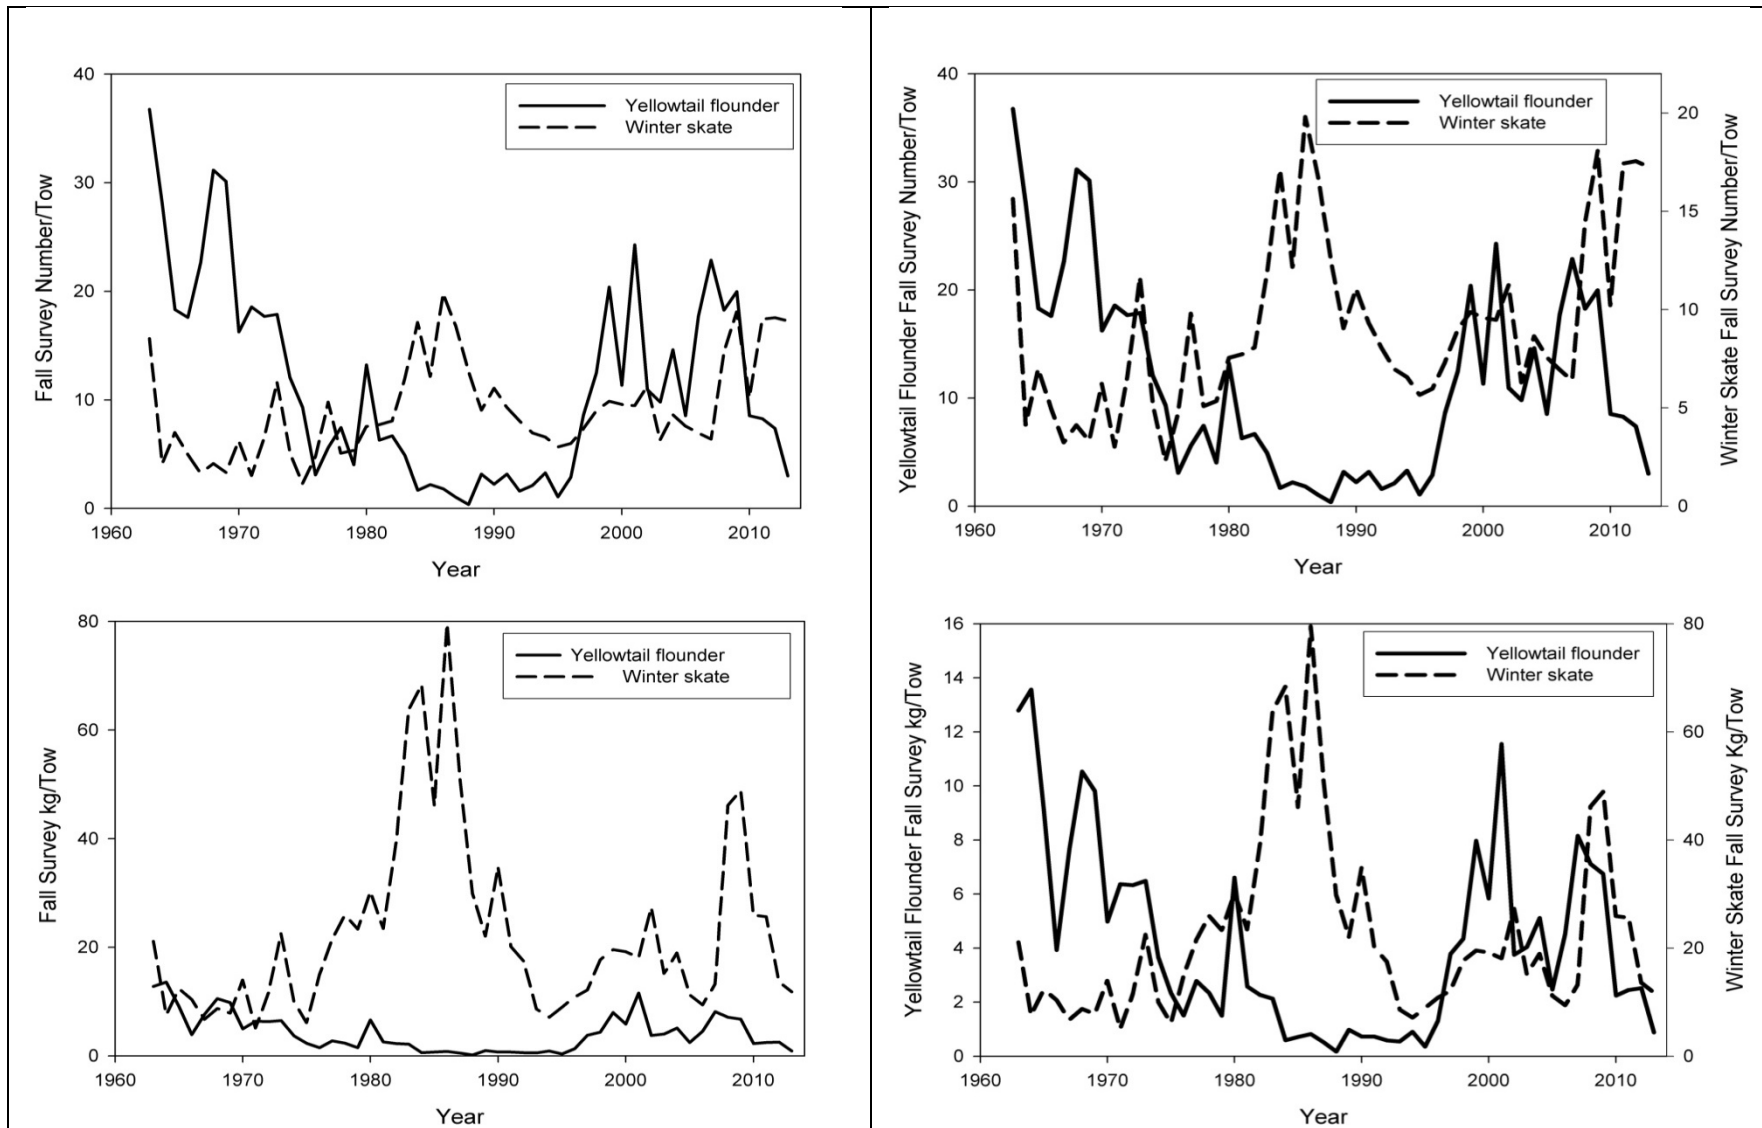 Fall Survey Number/Tow
40
30
20
10
0
Yellowtail flounder
Winter skate
1960 1970 1980 1990 2000 2010
Year
Yellowtail Flounder Fall Survey Number/Tow
40
30
20
10
0
Yellowtail flounder
Winter skate
20
15
10
5
0
Winter Skate Fall Survey Number/Tow
1960 1970 1980 1990 2000 2010
Year
Fall Survey kg/Tow
80
60
40
20
0
Yellowtail flounder
Winter skate
1960 1970 1980 1990 2000 2010
Year
Yellowtail Flounder Fall Survey kg/Tow
16
14
12
10
8
6
4
2
0
Yellowtail flounder
Winter skate
80
60
40
20
0
Winter Skate Fall Survey Kg/Tow
1960 1970 1980 1990 2000 2010
Year